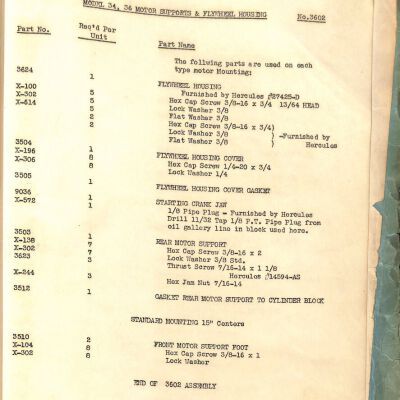 MODEL 34, 36 MOTOR SUPPORTS & FLYWHEEL HOUSING No.3602
Part No. Req'd Per Unit Part Name
The following parts are used on each
type motor Mounting:
3624 1 FLYWHEEL HOUSING
X-100 Furnished by Hercules #27425-D
X-302 5 Hex Cap Screw 3/8-16 x 3/4 13/64 HEAD
X-614 5 Lock Washer 3/8
2 Flat Washer 3/8
2 Hex Cap Screw 3/8-16 x 3/4)
Lock Washer 3/8 ) -Furnished by
Flat Washer 3/8 ) Hercules
3504 1 FLYWHEEL HOUSING COVER
X-196 8 Hex Cap Screw 1/4-20 x 3/4
X-306 8 Lock Washer 1/4
3505 1 FLYWHEEL HOUSING COVER GASKET
9036 1 STARTING CRANK JAW
X-572 1 1/8 Pipe Plug - Furnished by Hercules
Drill 11/32 Tap 1/8 P.T. Pipe Plug from
oil gallery line in block used here.
3503 1 REAR MOTOR SUPPORT
X-138 7 Hex Cap Screw 3/8-16 x 2
X-302 7 Lock Washer 3/8 Std.
3623 3 Thrust Screw 7/16-14 x 1 1/8
Hercules #14594-AS
X-244 3 Hex Jam Nut 7/16-14
3512 1 GASKET REAR MOTOR SUPPORT TO CYLINDER BLOCK
STANDARD MOUNTING 15" Centers
3510 2 FRONT MOTOR SUPPORT FOOT
X-104 8 Hex Cap Screw 3/8-16 x 1
X-302 8 Lock Washer
END OF 3602 ASSEMBLY